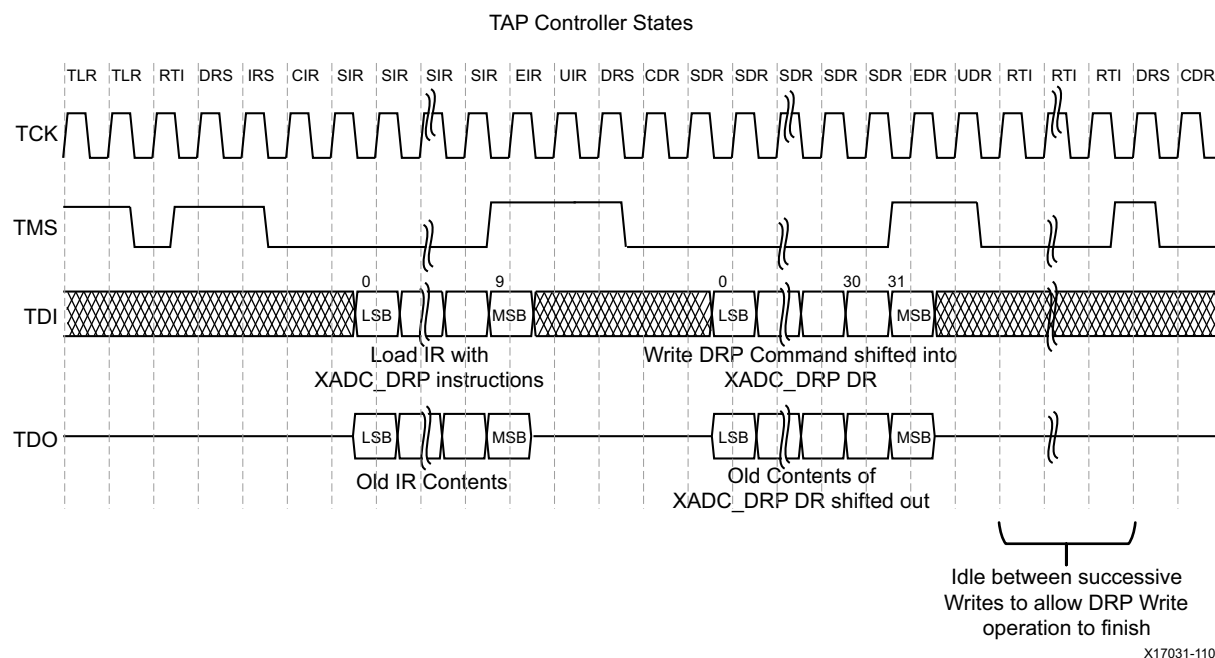 TAP Controller States
TLR TLR RTI DRS IRS CIR SIR SIR SIR SIR EIR UIR DRS CDR SDR SDR SDR SDR SDR EDR UDR RTI RTI RTI DRS CDR
TCK
TMS
0 9 0 30 31
TDI LSB MSB LSB MSB
Load IR with
XADC_DRP instructions
Write DRP Command shifted into
XADC_DRP DR
TDO LSB MSB LSB MSB
Old IR Contents
Old Contents of
XADC_DRP DR shifted out
Idle between successive
Writes to allow DRP Write
operation to finish
X17031-110